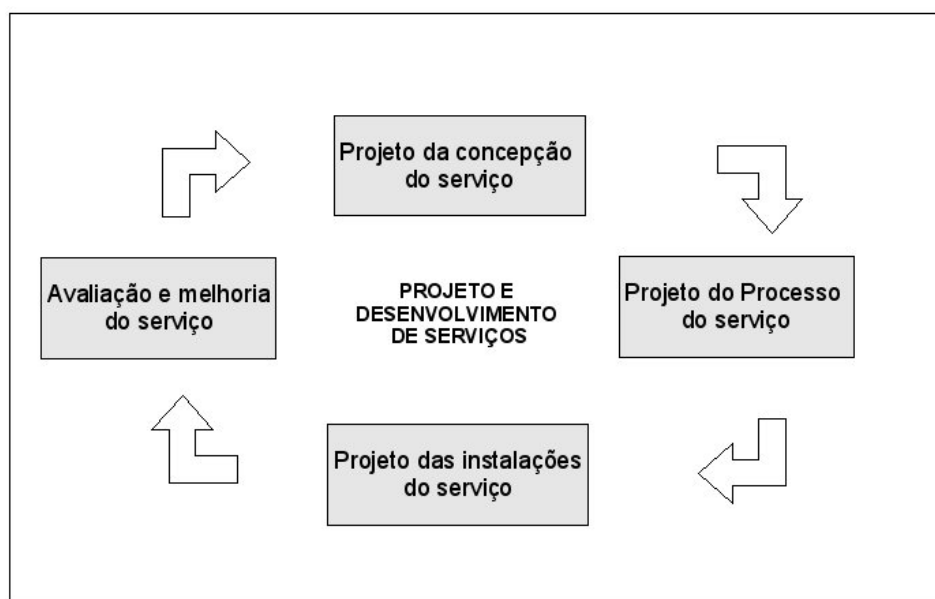 Projeto da concepção
do serviço
Avaliação e melhoria
do serviço
PROJETO E
DESENVOLVIMENTO
DE SERVIÇOS
Projeto do Processo
do serviço
Projeto das instalações
do serviço